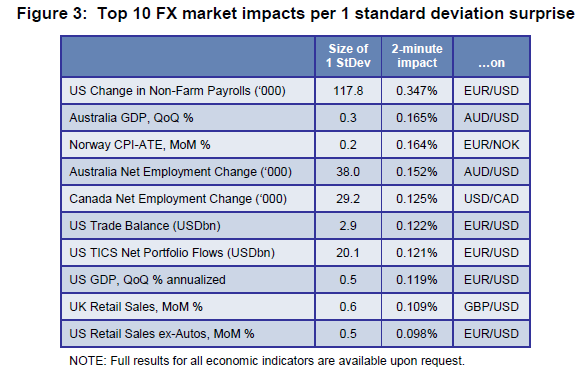 Figure 3: Top 10 FX market impacts per 1 standard deviation surprise
Size of 1 StDev 2-minute impact …on
US Change in Non-Farm Payrolls (‘000) 117.8 0.347% EUR/USD
Australia GDP, QoQ % 0.3 0.165% AUD/USD
Norway CPI-ATE, MoM % 0.2 0.164% EUR/NOK
Australia Net Employment Change (‘000) 38.0 0.152% AUD/USD
Canada Net Employment Change (‘000) 29.2 0.125% USD/CAD
US Trade Balance (USDbn) 2.9 0.122% EUR/USD
US TICS Net Portfolio Flows (USDbn) 20.1 0.121% EUR/USD
US GDP, QoQ % annualized 0.5 0.119% EUR/USD
UK Retail Sales, MoM % 0.6 0.109% GBP/USD
US Retail Sales ex-Autos, MoM % 0.5 0.098% EUR/USD
NOTE: Full results for all economic indicators are available upon request.